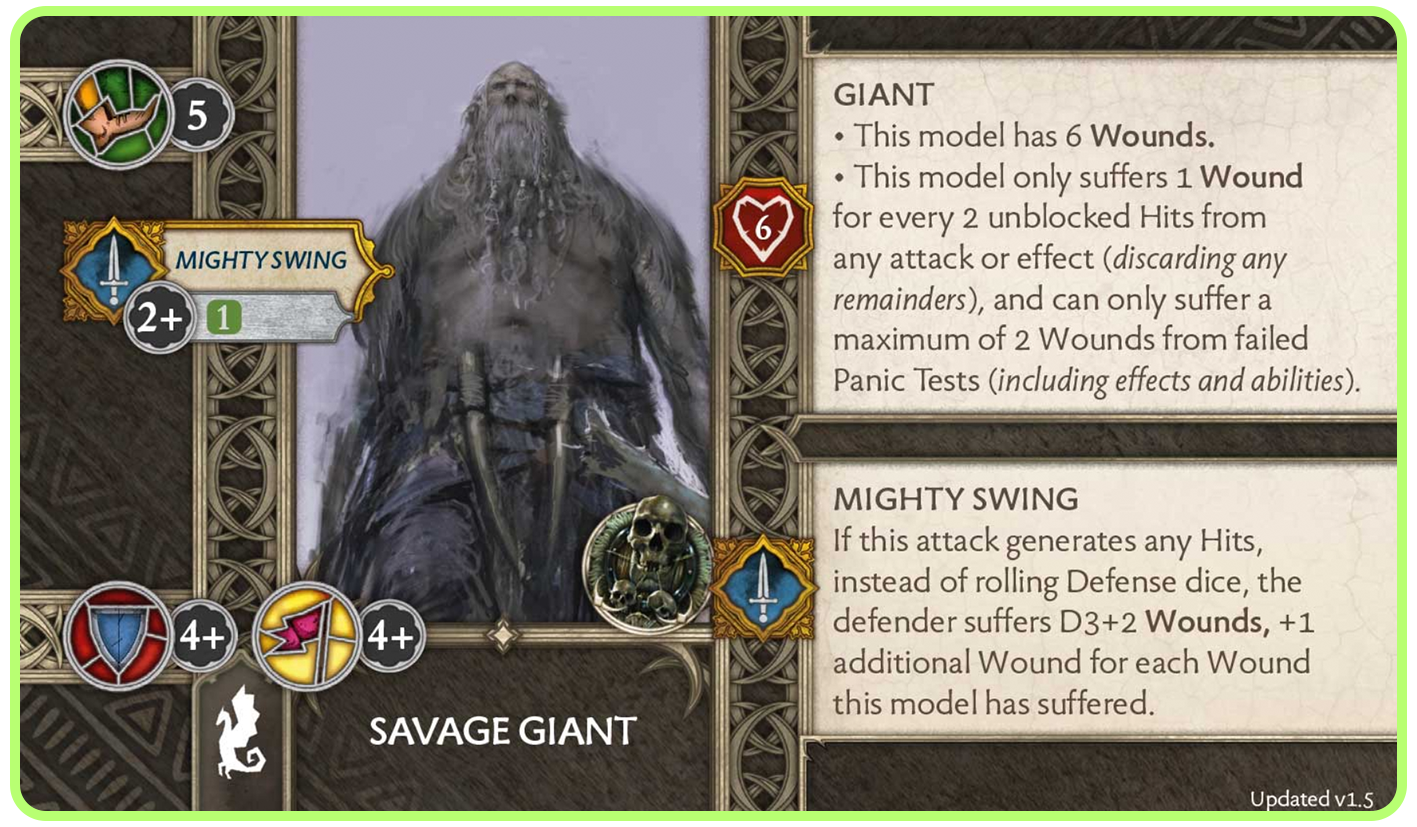 5
MIGHTY SWING
2+ 1
4+ 4+
SAVAGE GIANT
6
GIANT
• This model has 6 Wounds.
• This model only suffers 1 Wound
for every 2 unblocked Hits from
any attack or effect (discarding any
remainders), and can only suffer a
maximum of 2 Wounds from failed
Panic Tests (including effects and abilities).
MIGHTY SWING
If this attack generates any Hits,
instead of rolling Defense dice, the
defender suffers D3+2 Wounds, +1
additional Wound for each Wound
this model has suffered.
Updated v1.5